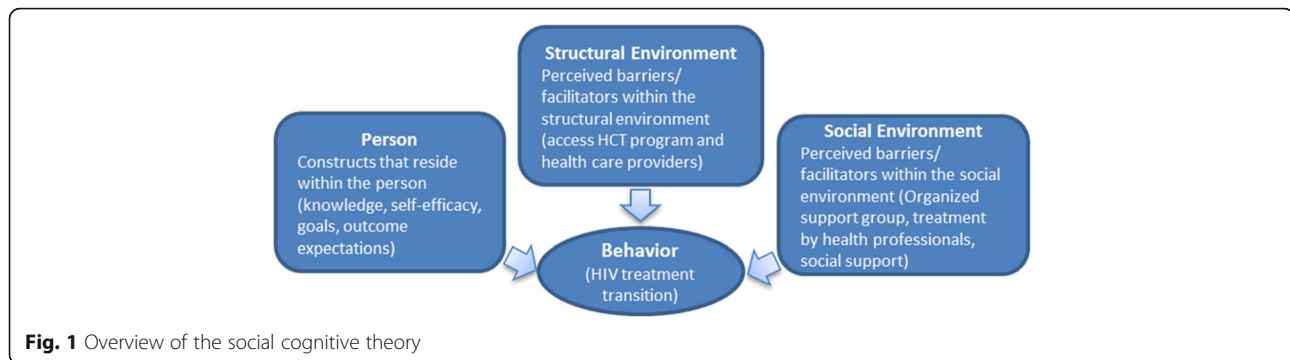 Structural Environment
Perceived barriers/
facilitators within the
structural environment
(access HCT program and
health care providers)
Person
Constructs that reside
within the person
(knowledge, self-efficacy,
goals, outcome
expectations)
Social Environment
Perceived barriers/
facilitators within the social
environment (Organized
support group, treatment
by health professionals,
social support)
Behavior
(HIV treatment
transition)
Fig. 1 Overview of the social cognitive theory